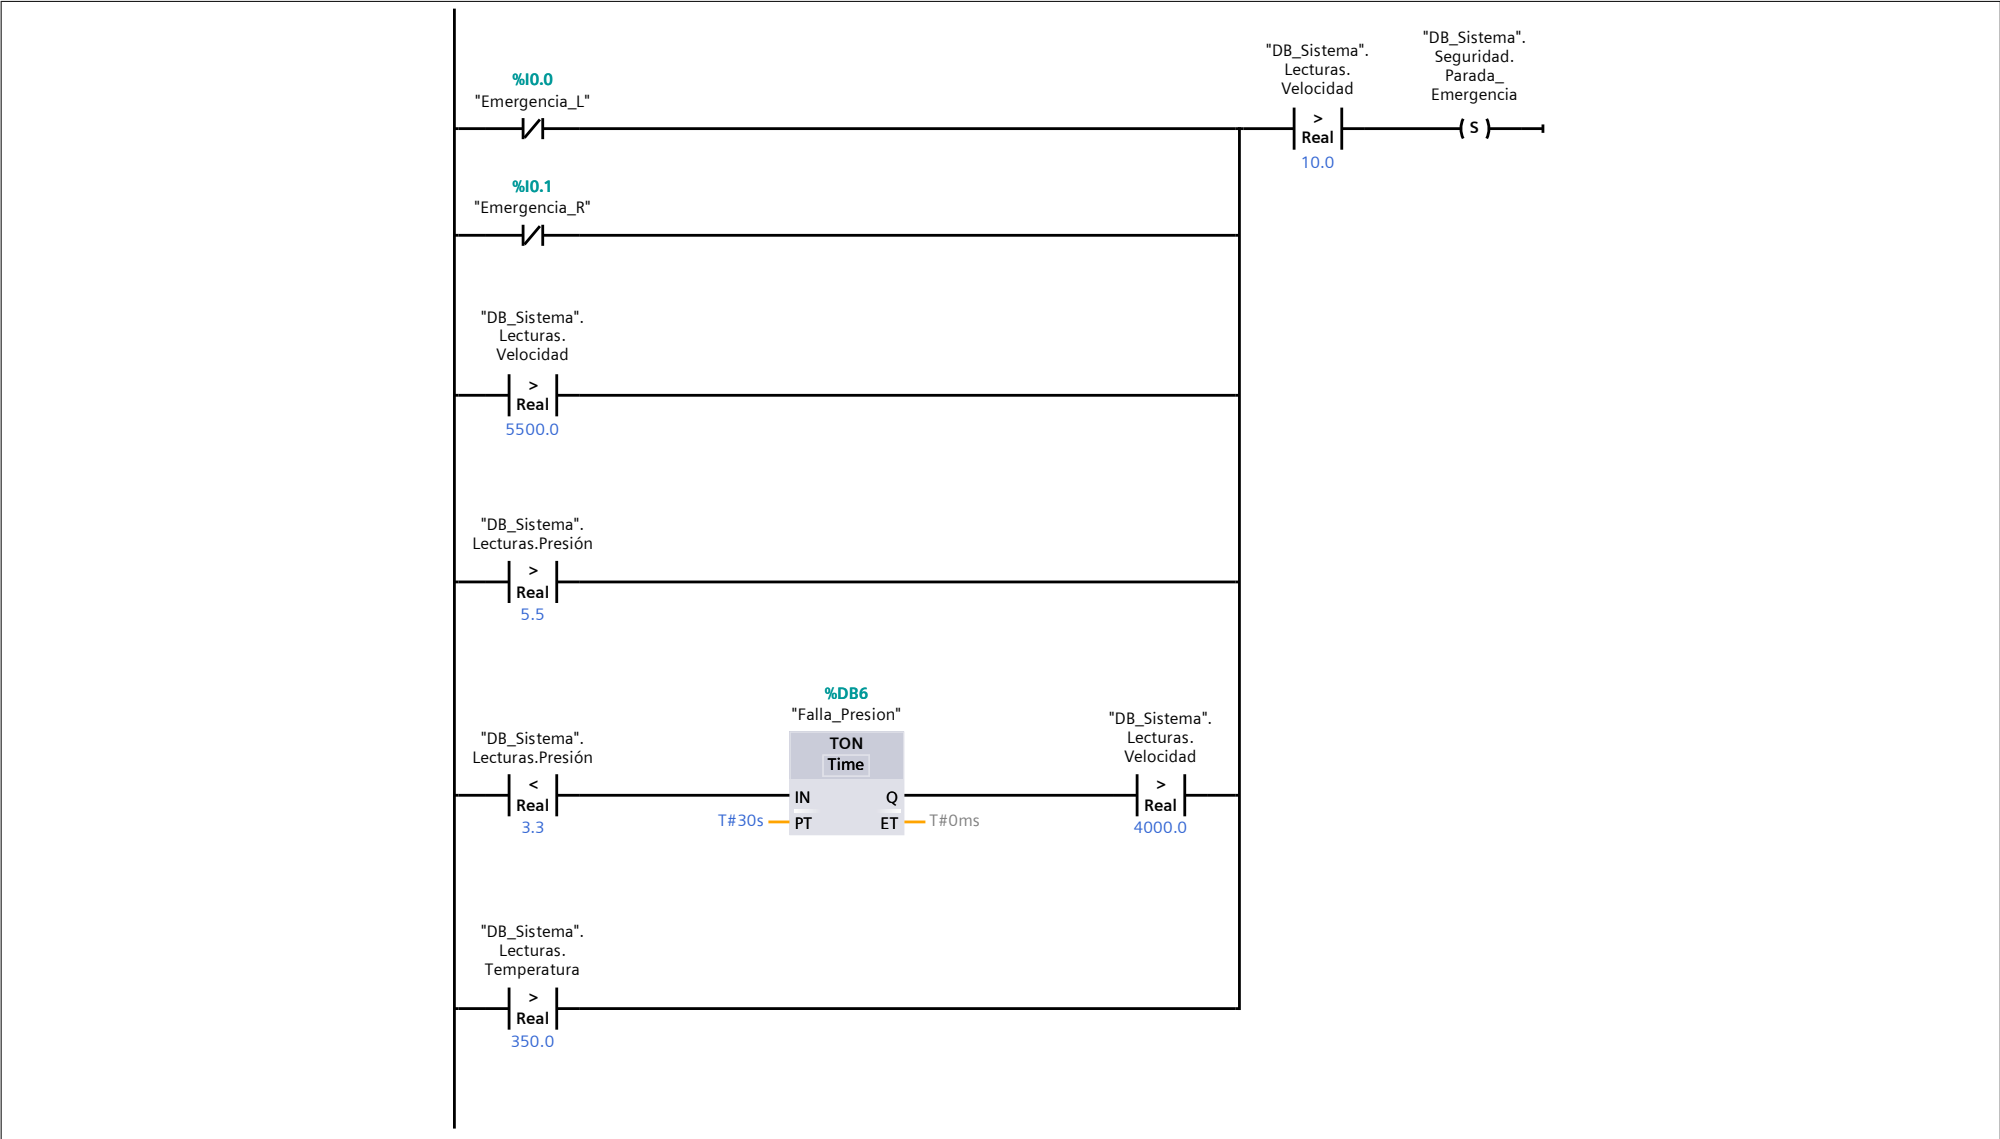 %I0.0
"Emergencia_L"
"DB_Sistema".
Lecturas.
Velocidad
>
Real
10.0
"DB_Sistema".
Seguridad.
Parada_
Emergencia
S
%I0.1
"Emergencia_R"
"DB_Sistema".
Lecturas.
Velocidad
>
Real
5500.0
"DB_Sistema".
Lecturas.Presión
>
Real
5.5
"DB_Sistema".
Lecturas.Presión
<
Real
3.3
%DB6
"Falla_Presion"
TON
Time
IN Q
T#30s PT ET T#0ms
"DB_Sistema".
Lecturas.
Velocidad
>
Real
4000.0
"DB_Sistema".
Lecturas.
Temperatura
>
Real
350.0